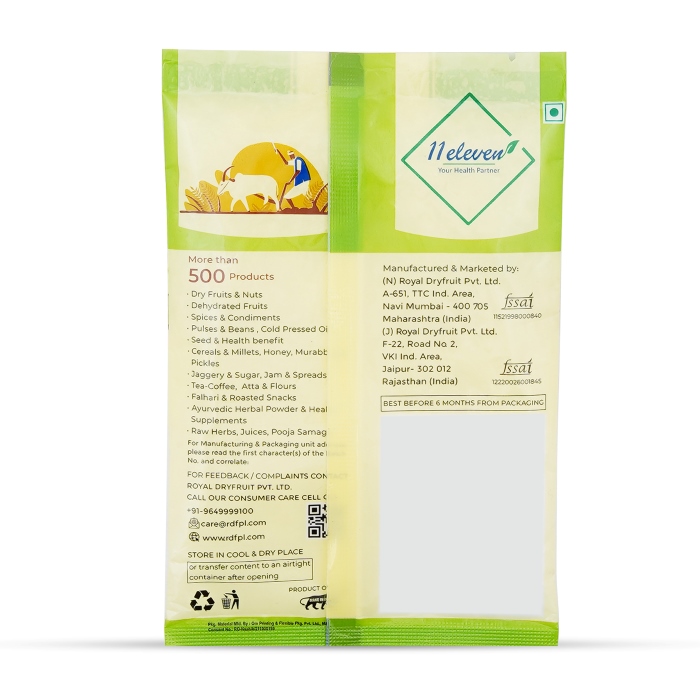 More than
500 Products
· Dry Fruits & Nuts
· Dehydrated Fruits
· Spices & Condiments
· Pulses & Beans , Cold Pressed Oi
· Seed & Health benefit
· Cereals & Millets, Honey, Murabb
Pickles
· Jaggery & Sugar, Jam & Spreads
· Tea-Coffee, Atta & Flours
· Falhari & Roasted Snacks
· Ayurvedic Herbal Powder & Heal
Supplements
· Raw Herbs, Juices, Pooja Samag
For Manufacturing & Packaging unit ad
please read the first character(s) of the
No. and correlate.
FOR FEEDBACK / COMPLAINTS CON
ROYAL DRYFRUIT PVT. LTD.
CALL OUR CONSUMER CARE CELL
+91-9649999100
care@rdfpl.com
www.rdfpl.com
STORE IN COOL & DRY PLACE
or transfer content to an airtight
container after opening
PRODUCT O
11 eleven
Your Health Partner
Manufactured & Marketed by:
(N) Royal Dryfruit Pvt. Ltd.
A-651, TTC Ind. Area,
Navi Mumbai - 400 705
Maharashtra (India)
fssai
11521998000840
(J) Royal Dryfruit Pvt. Ltd.
F-22, Road No. 2,
VKI Ind. Area,
Jaipur- 302 012
Rajasthan (India)
fssai
12220026001845
BEST BEFORE 6 MONTHS FROM PACKAGING